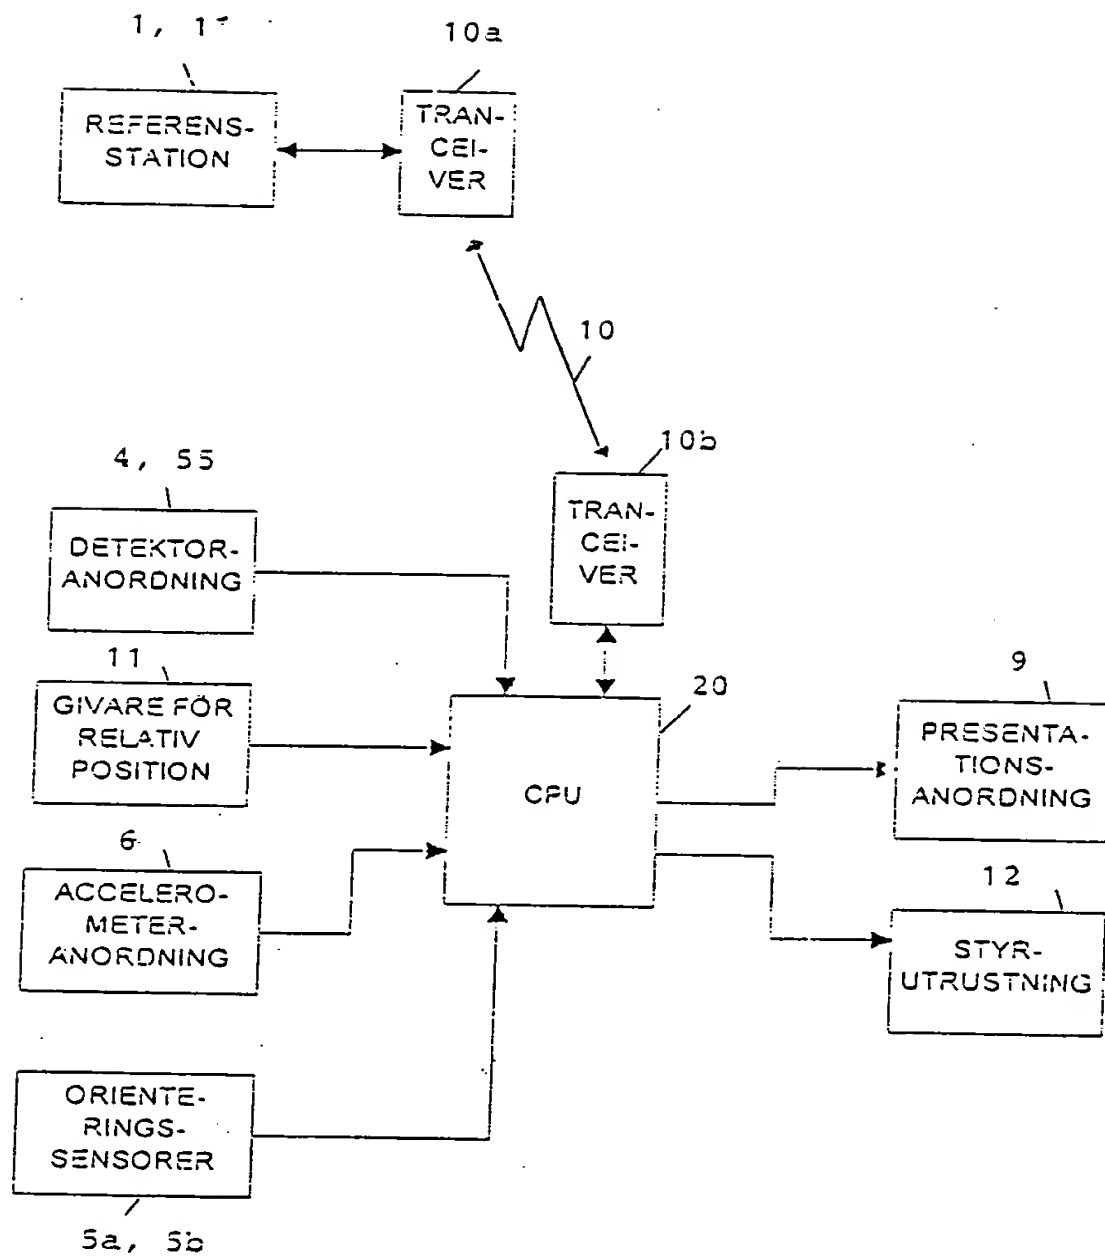 1, 1'
10a
REFERENS-
STATION
TRAN-
CEI-
VER
10
10b
4, 55
DETEKTOR-
ANORDNING
TRAN-
CEI-
VER
11
GIVARE FÖR
RELATIV
POSITION
20
CPU
9
PRESENTA-
TIONS-
ANORDNING
6
ACCELERO-
METER-
ANORDNING
12
STYR-
UTRUSTNING
ORIENTE-
RINGS-
SENSORER
5a, 5b